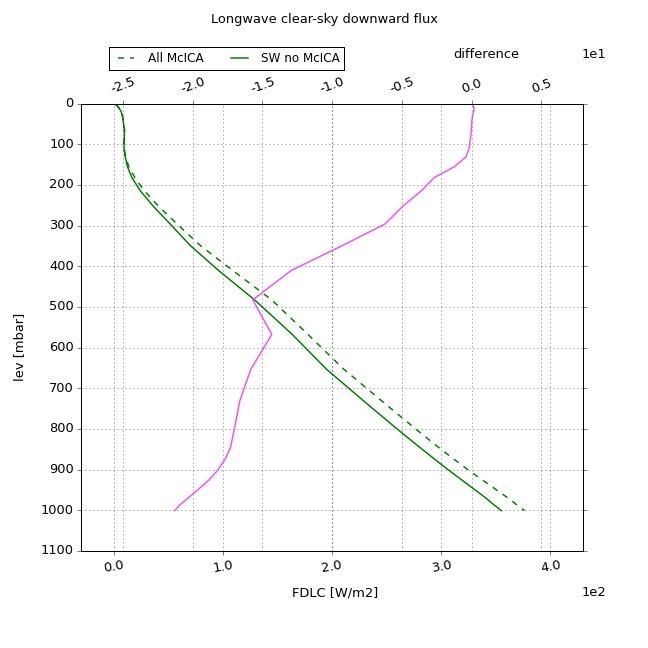 Longwave clear-sky downward flux
All McICA SW no McICA
difference 1e1
-2.5 -2.0 -1.5 -1.0 -0.5 0.0 0.5
0
100
200
300
400
500
600
700
800
900
1000
1100
lev [mbar]
0.0 1.0 2.0 3.0 4.0
FDLC [W/m2] 1e2